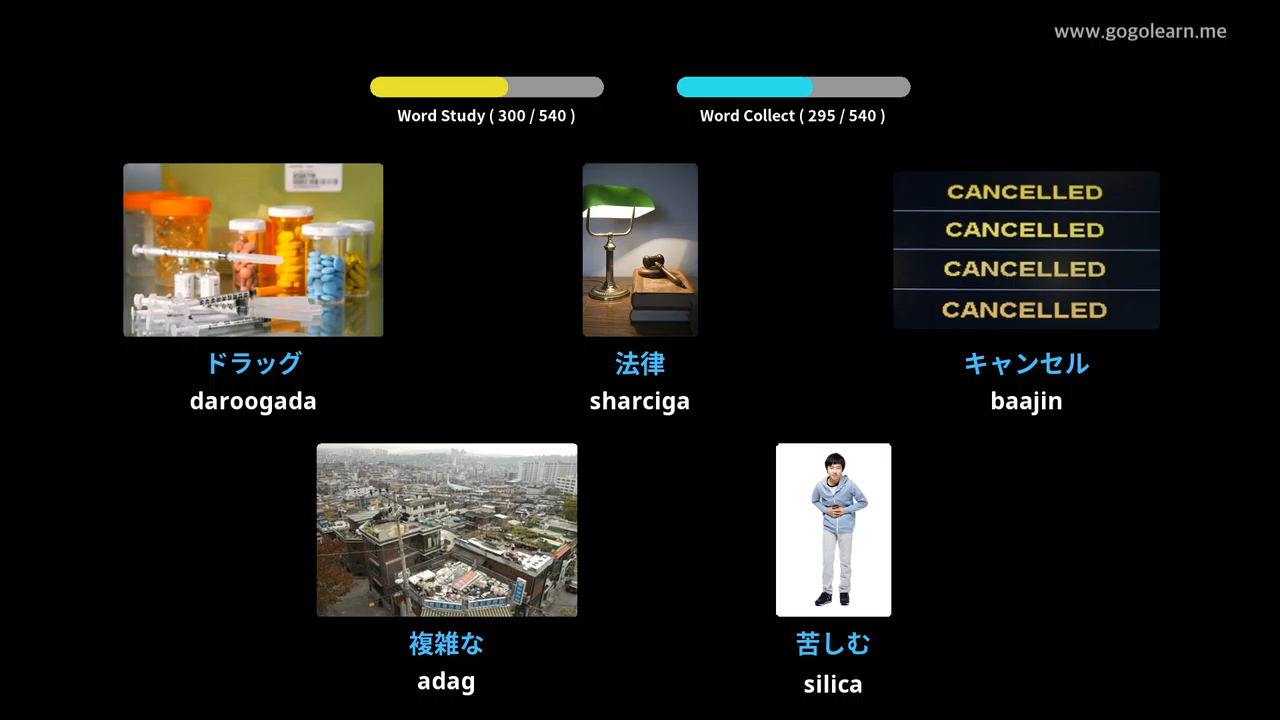 www.gogolearn.me
Word Study ( 300 / 540 )
Word Collect ( 295 / 540 )
CANCELLED
CANCELLED
CANCELLED
CANCELLED
ドラッグ
daroogada
法律
sharciga
キャンセル
baajin
複雑な
adag
苦しむ
silica